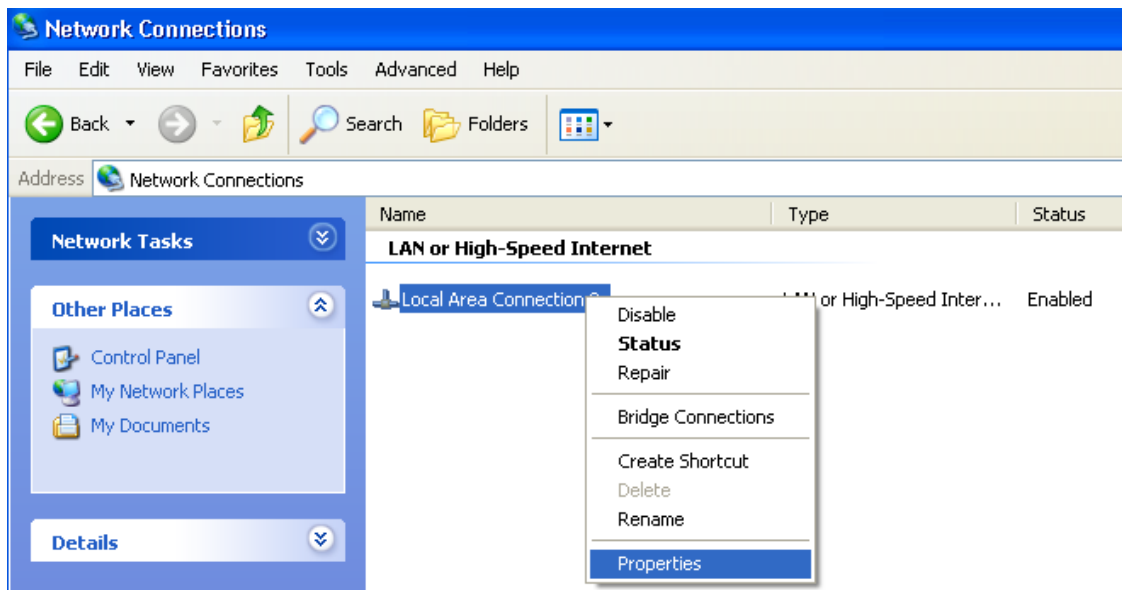 Network Connections
File Edit View Favorites Tools Advanced Help
Back Search Folders
Address Network Connections
Name Type Status
Network Tasks
LAN or High-Speed Internet
Other Places
Local Area Connection or High-Speed Inter... Enabled
Control Panel
My Network Places
My Documents
Details
Disable
Status
Repair
Bridge Connections
Create Shortcut
Delete
Rename
Properties